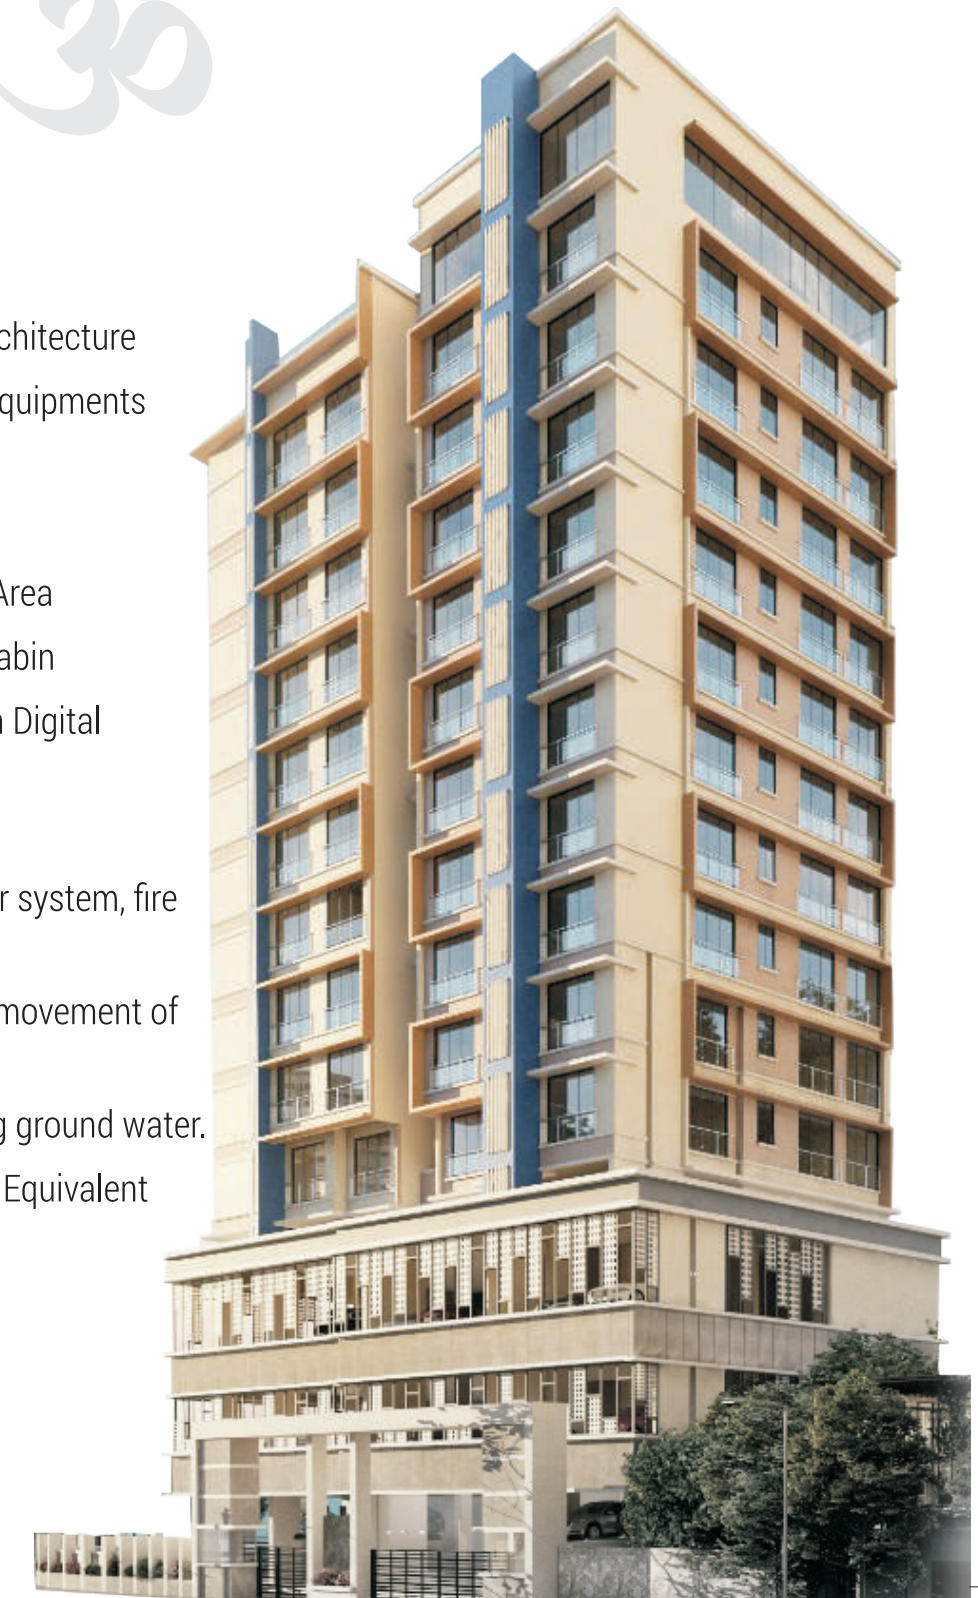 ॐ
chitecture
quipments
Area
abin
n Digital
r system, fire
movement of
g ground water.
Equivalent